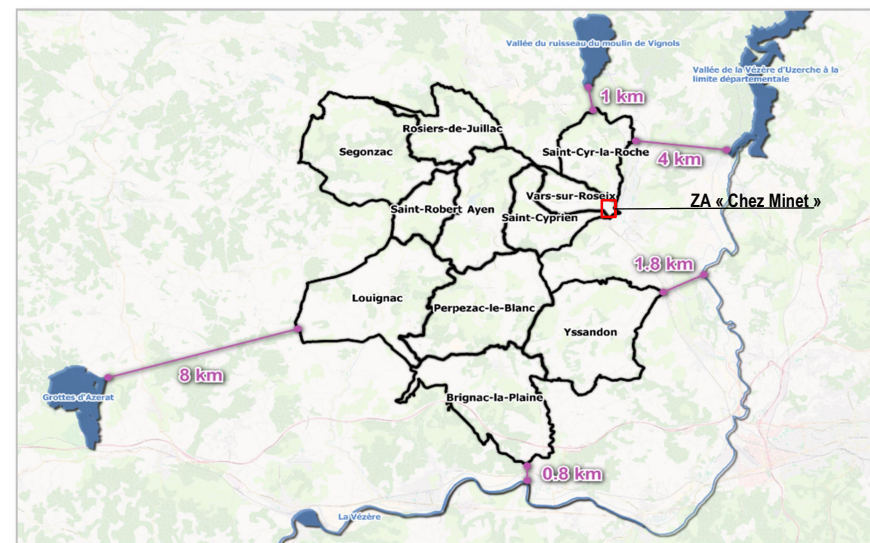 Vallée du ruisseau du moulin de Vignols
Vallée de la Vézère d'Uzerche à la
limite départementale
1 km
Rosiers-de-Juillac
Segonzac
Saint-Cyr-la-Roche
4 km
Vars-sur-Roseix
ZA « Chez Minet »
Saint-Robert
Ayen
Saint-Cyprien
1.8 km
Louignac
Perpezac-le-Blanc
Yssandon
8 km
Grottes d'Azerat
Brignac-la-Plaine
0.8 km
La Vézère